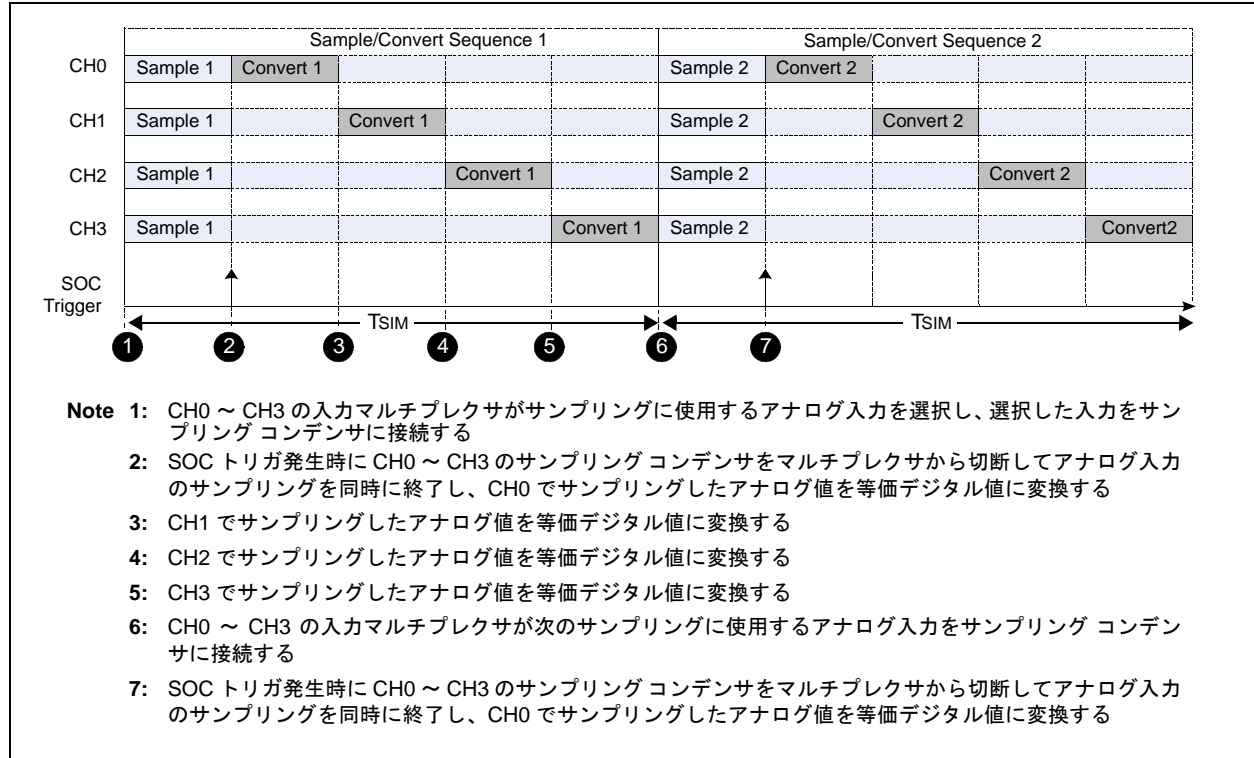 Sample/Convert Sequence 1 Sample/Convert Sequence 2
CH0 Sample 1 Convert 1 Sample 2 Convert 2
CH1 Sample 1 Convert 1 Sample 2 Convert 2
CH2 Sample 1 Convert 1 Sample 2 Convert 2
CH3 Sample 1 Convert 1 Sample 2 Convert2
SOC
Trigger
TSIM TSIM
1 2 3 4 5 6 7
Note 1: CH0 ~ CH3 の入力マルチプレクサがサンプリングに使用するアナログ入力を選択し、選択した入力をサン
プリング コンデンサに接続する
2: SOC トリガ発生時に CH0 ~ CH3 のサンプリング コンデンサをマルチプレクサから切断してアナログ入力
のサンプリングを同時に終了し、CH0 でサンプリングしたアナログ値を等価デジタル値に変換する
3: CH1 でサンプリングしたアナログ値を等価デジタル値に変換する
4: CH2 でサンプリングしたアナログ値を等価デジタル値に変換する
5: CH3 でサンプリングしたアナログ値を等価デジタル値に変換する
6: CH0 ~ CH3 の入力マルチプレクサが次のサンプリングに使用するアナログ入力をサンプリング コンデン
サに接続する
7: SOC トリガ発生時に CH0 ~ CH3 のサンプリング コンデンサをマルチプレクサから切断してアナログ入力
のサンプリングを同時に終了し、CH0 でサンプリングしたアナログ値を等価デジタル値に変換する